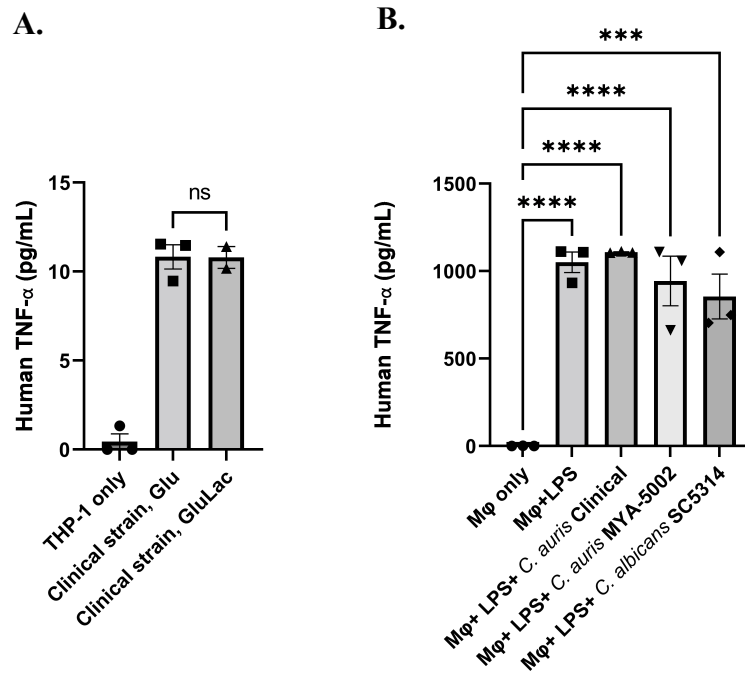 A.
Human TNF-α (pg/mL)
15
10
5
0
ns
THP-1 only
Clinical strain, Glu
Clinical strain, GluLac
B.
Human TNF-α (pg/mL)
1500
1000
500
0
***
****
****
****
Mφ only
Mφ+LPS
Mφ+ LPS+ C. auris Clinical
Mφ+ LPS+ C. auris MYA-5002
Mφ+ LPS+ C. albicans SC5314